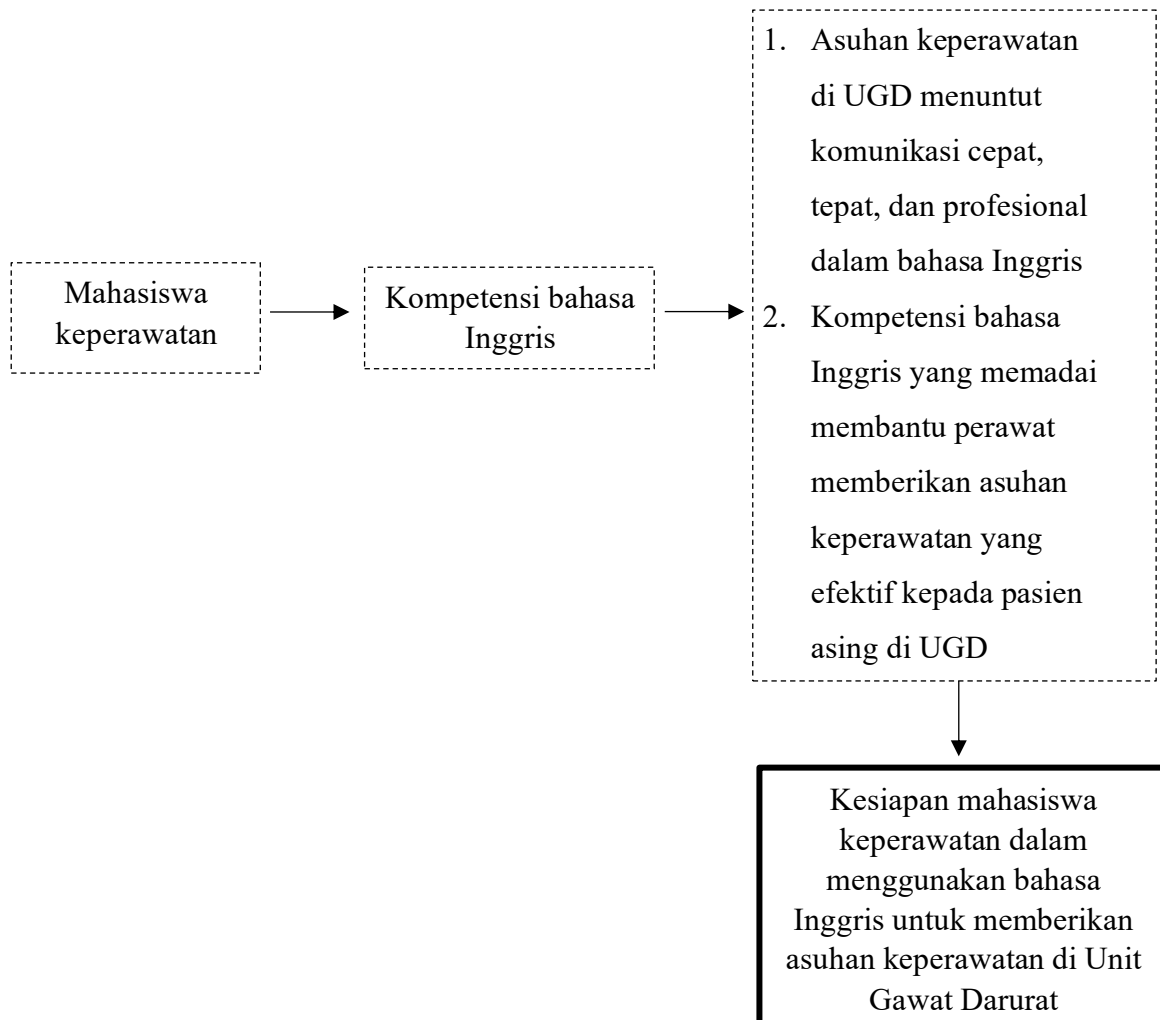 Mahasiswa
keperawatan
Kompetensi bahasa
Inggris
1. Asuhan keperawatan
di UGD menuntut
komunikasi cepat,
tepat, dan profesional
dalam bahasa Inggris
2. Kompetensi bahasa
Inggris yang memadai
membantu perawat
memberikan asuhan
keperawatan yang
efektif kepada pasien
asing di UGD
Kesiapan mahasiswa
keperawatan dalam
menggunakan bahasa
Inggris untuk memberikan
asuhan keperawatan di Unit
Gawat Darurat